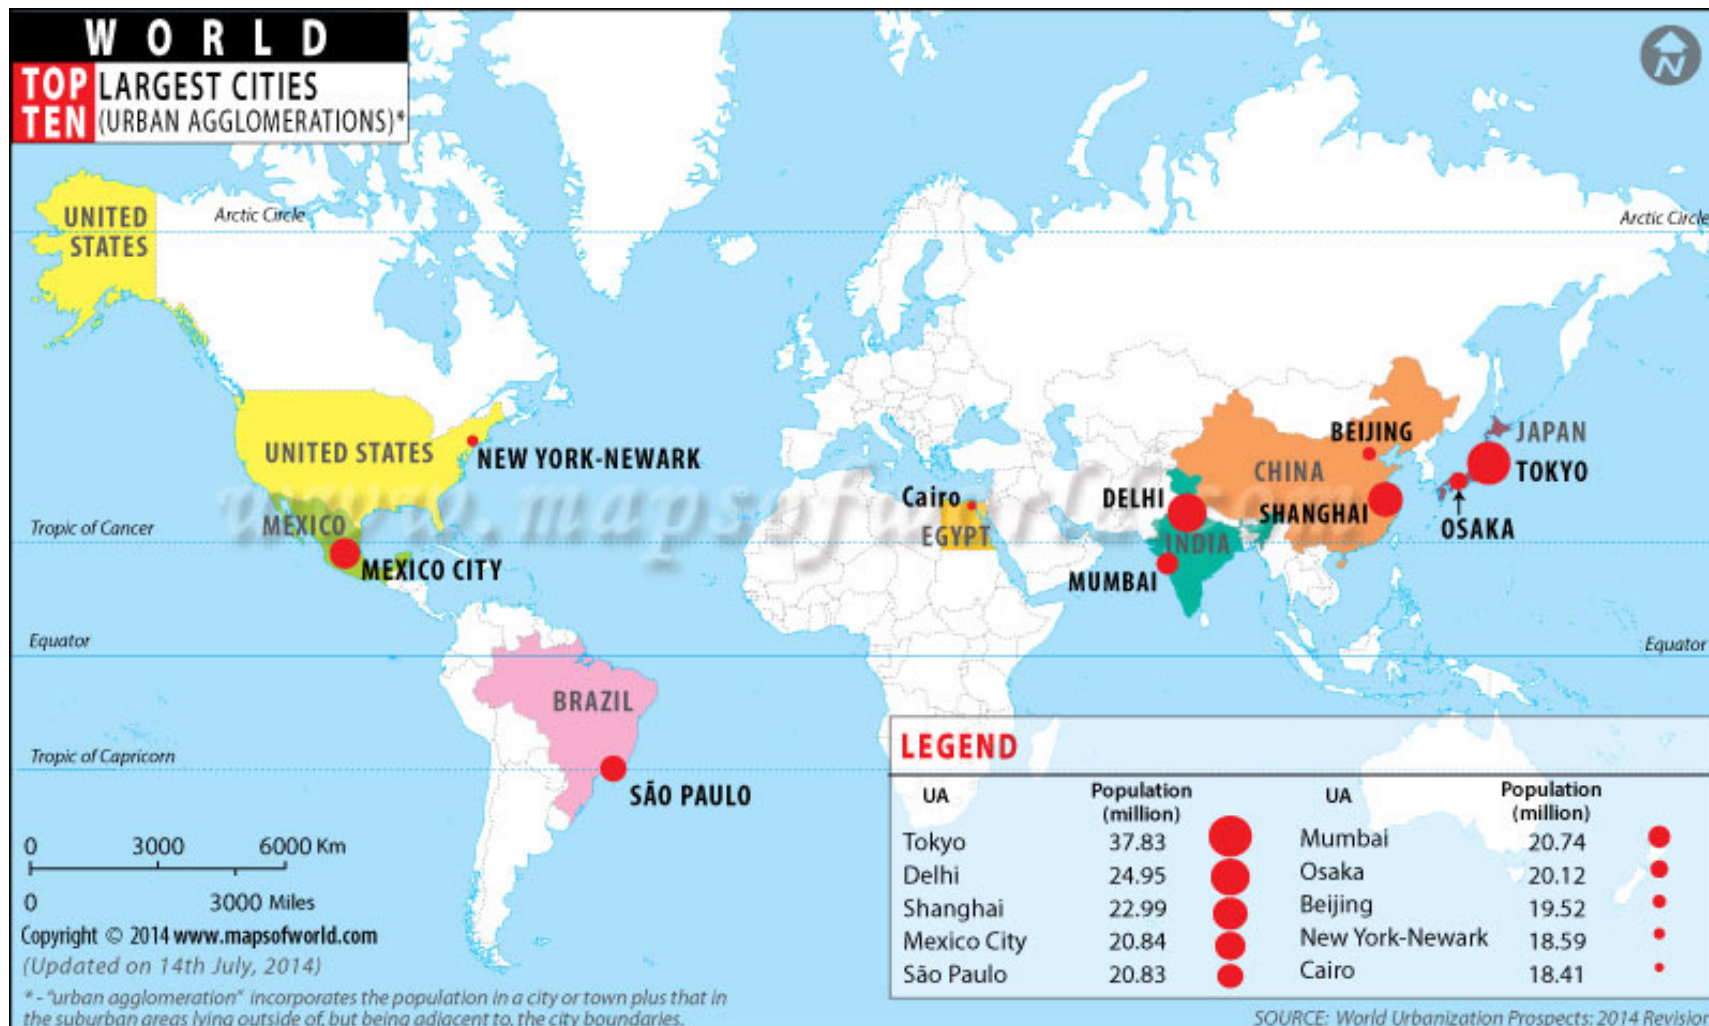 WORLD
TOP TEN LARGEST CITIES
(URBAN AGGLOMERATIONS)*
N
UNITED
STATES
Arctic Circle
Arctic Circle
UNITED STATES
NEW YORK-NEWARK
BEIJING
JAPAN
TOKYO
CHINA
Cairo
DELHI
SHANGHAI
OSAKA
www.mapsofworld.com
MEXICO
Tropic of Cancer
EGYPT
INDIA
MEXICO CITY
MUMBAI
Equator
Equator
BRAZIL
Tropic of Capricorn
SÃO PAULO
0 3000 6000 Km
0 3000 Miles
Copyright © 2014 www.mapsofworld.com
(Updated on 14th July, 2014)
* - "urban agglomeration" incorporates the population in a city or town plus that in
the suburban areas lying outside of, but being adjacent to, the city boundaries.
LEGEND
UA Population (million) UA Population (million)
Tokyo 37.83 Mumbai 20.74
Delhi 24.95 Osaka 20.12
Shanghai 22.99 Beijing 19.52
Mexico City 20.84 New York-Newark 18.59
São Paulo 20.83 Cairo 18.41
SOURCE: World Urbanization Prospects: 2014 Revision